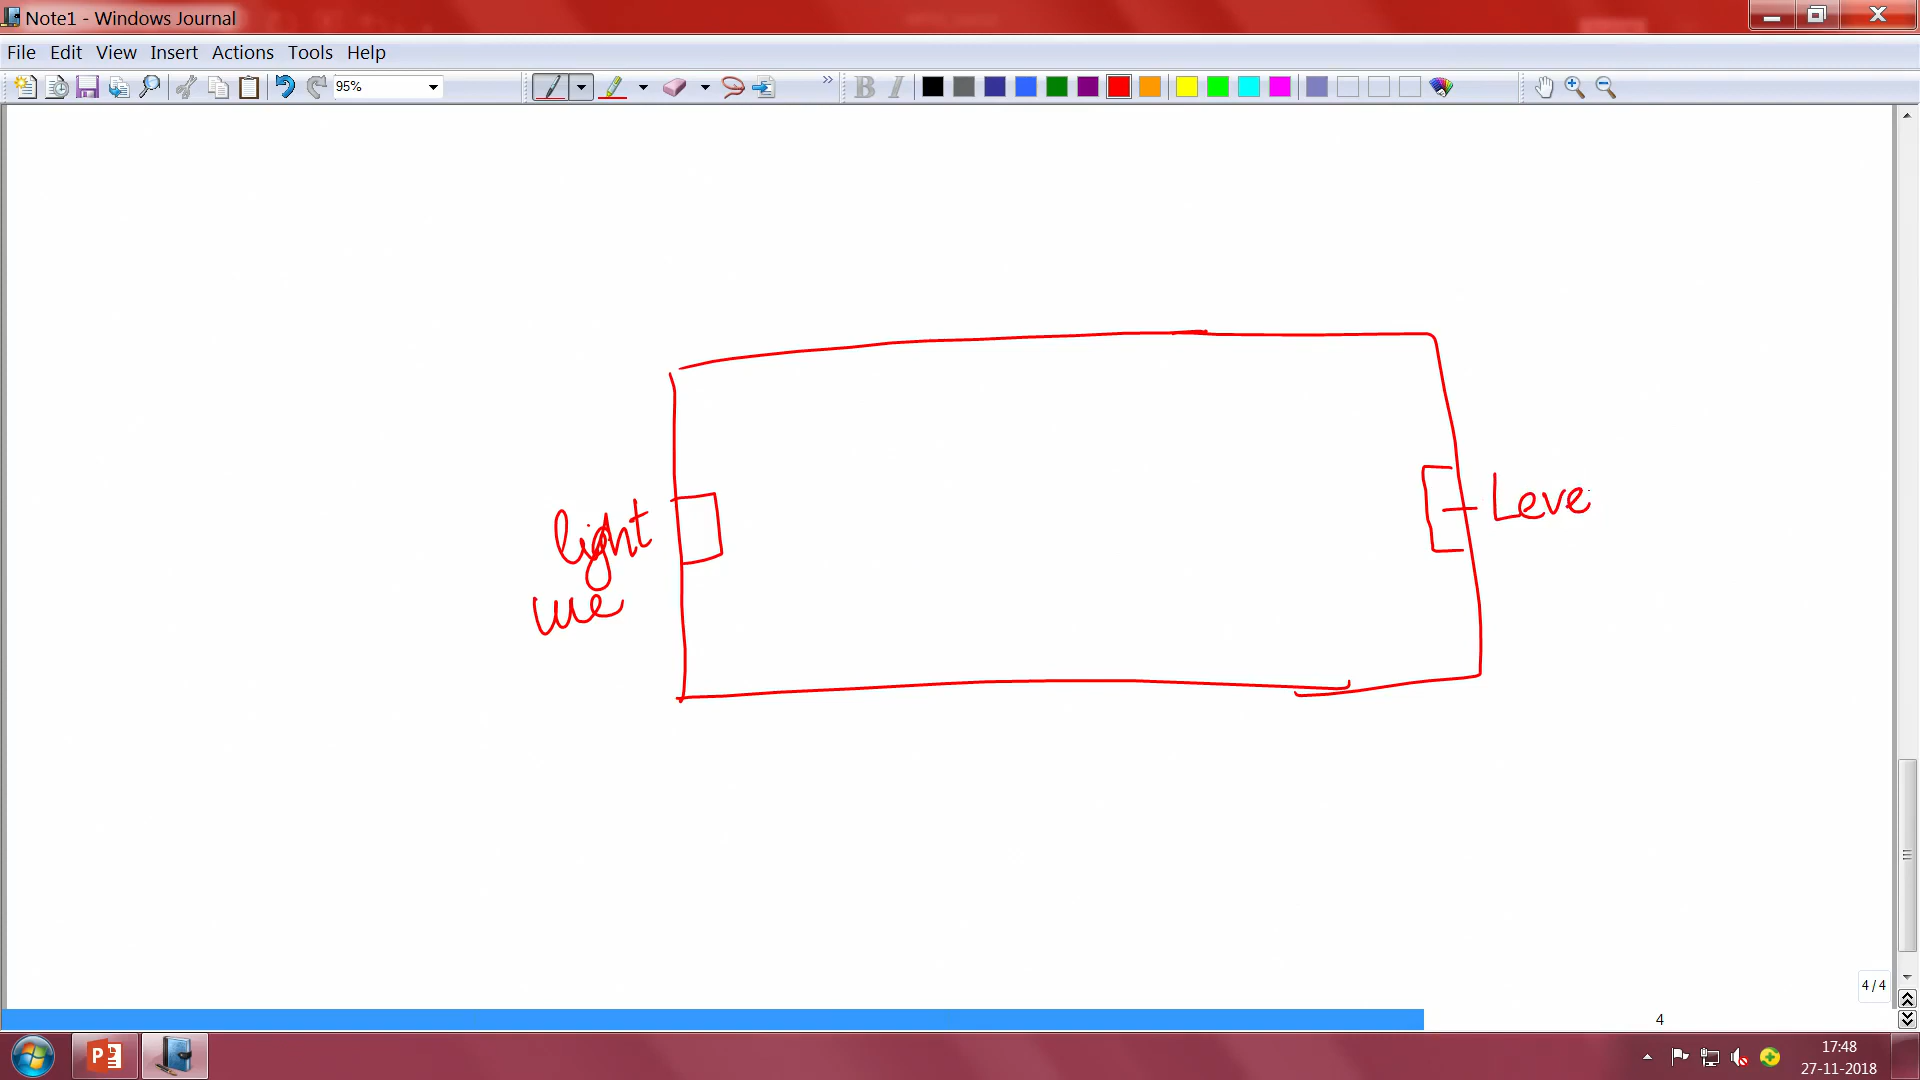 Note1 - Windows Journal
File Edit View Insert Actions Tools Help
95%
B I
light
Leve
4 / 4
4
17:48
27-11-2018